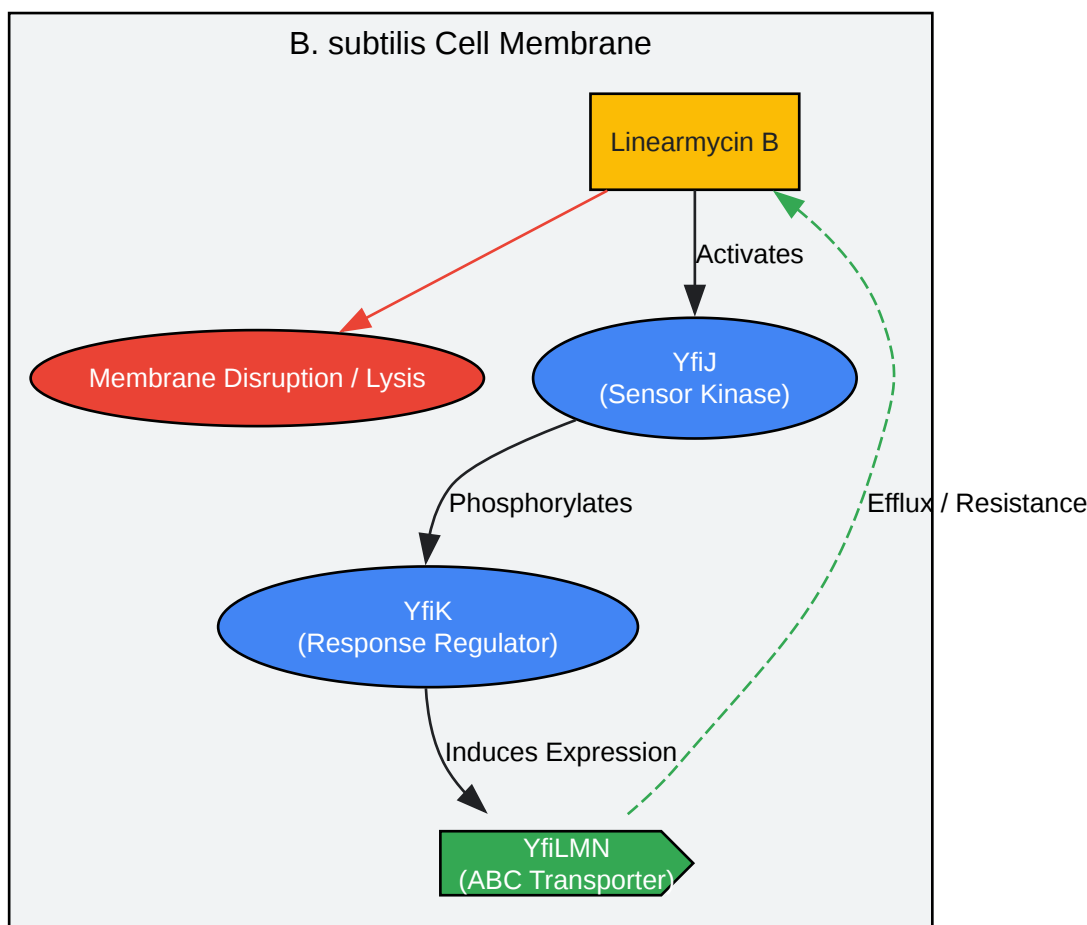 B. subtilis Cell Membrane
Linearmycin B
Activates
Membrane Disruption / Lysis
YfiJ
(Sensor Kinase)
Phosphorylates
Efflux / Resistance
YfiK
(Response Regulator)
Induces Expression
YfiLMN
(ABC Transporter)